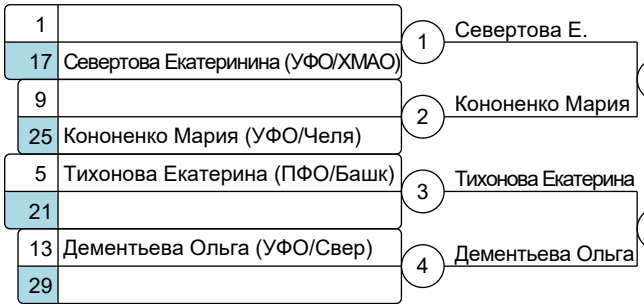 1
17 Севертова Екатеринина (УФО/ХМАО)
1 Севертова Е.
9
25 Кононенко Мария (УФО/Челя)
2 Кононенко Мария
5 Тихонова Екатерина (ПФО/Башк)
21
3 Тихонова Екатерина
13 Дементьева Ольга (УФО/Свер)
29
4 Дементьева Ольга